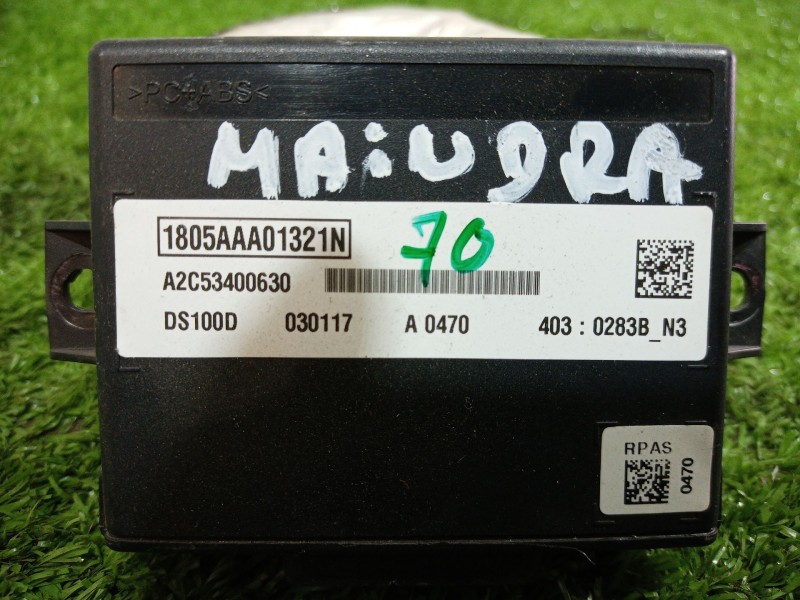 >PC+ABS<
MAiUDRA
1805AAA01321N
70
A2C53400630
DS100D 030117 A 0470 403 : 0283B_N3
RPAS
0470